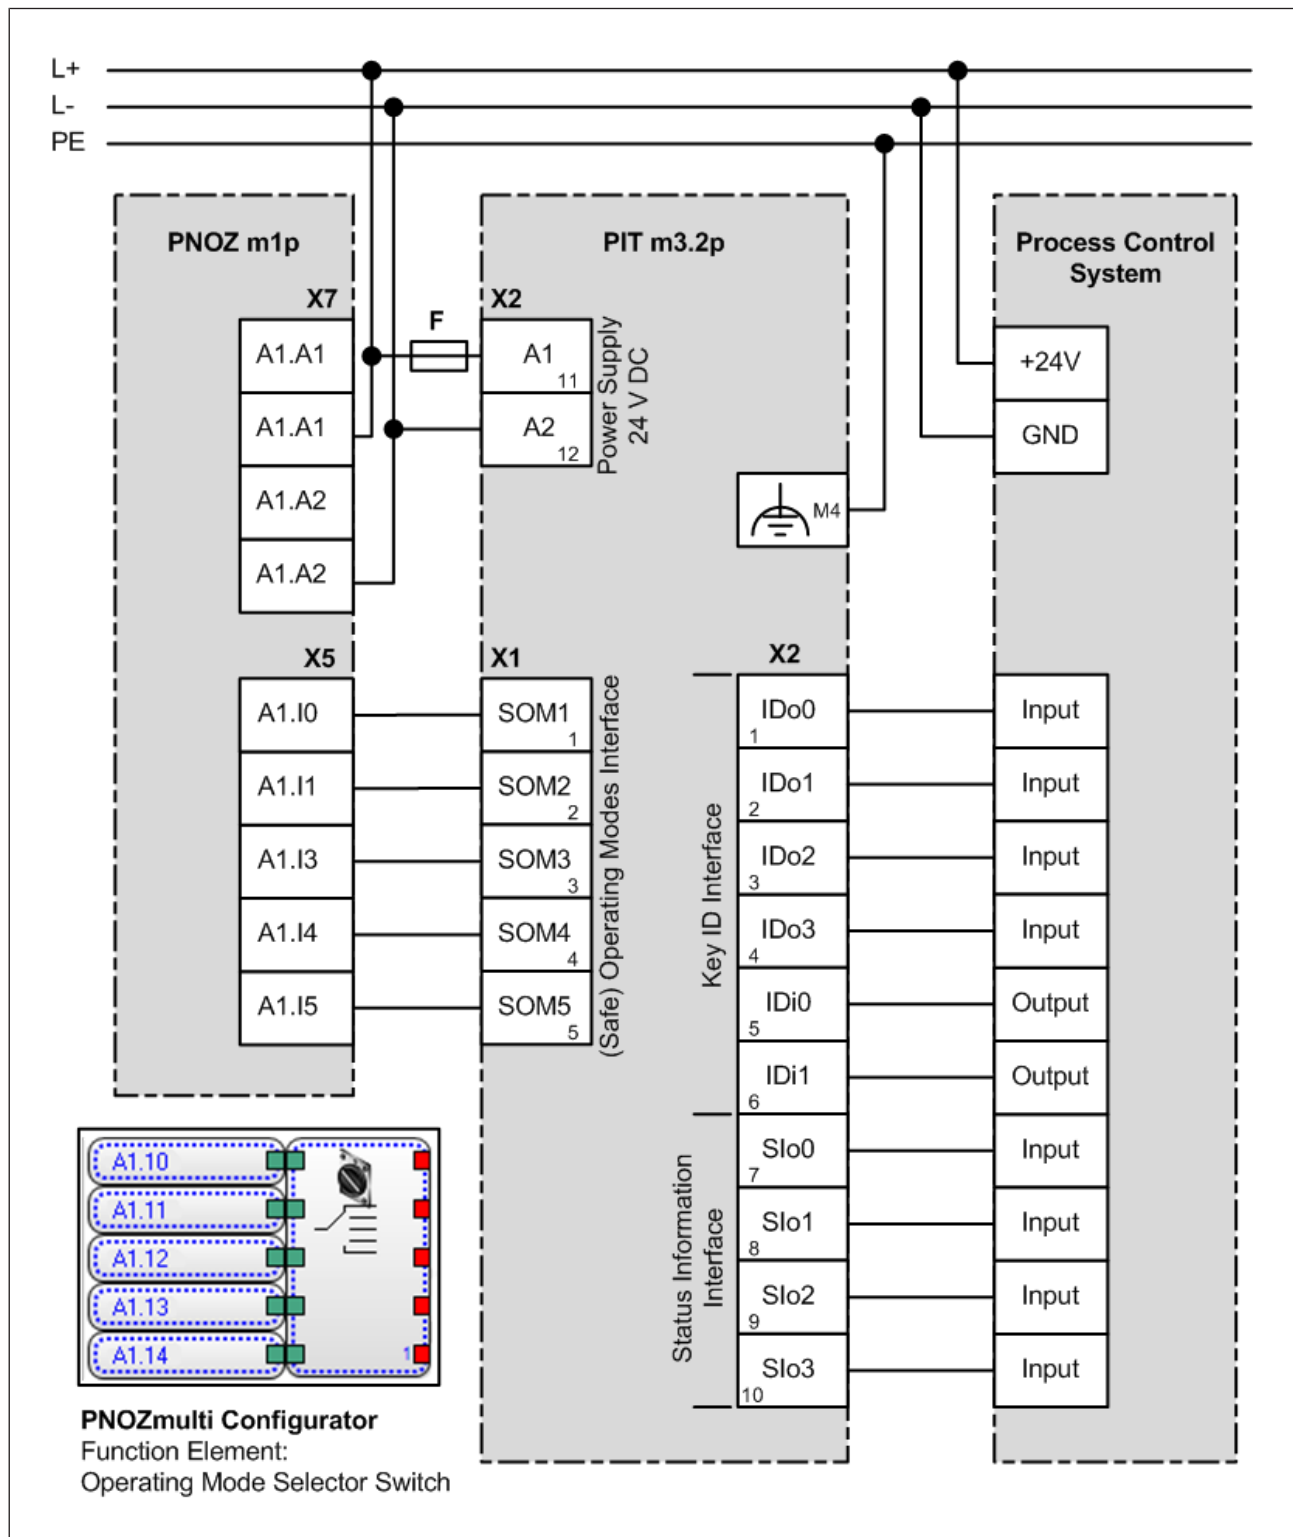 L+
L-
PE
PNOZ m1p
PIT m3.2p
Process Control
System
X7
A1.A1
A1.A1
A1.A2
A1.A2
F
X2
A1
11
A2
12
Power Supply
24 V DC
M4
+24V
GND
X5
A1.I0
A1.I1
A1.I3
A1.I4
A1.I5
X1
SOM1
1
SOM2
2
SOM3
3
SOM4
4
SOM5
5
(Safe) Operating Modes Interface
X2
Key ID Interface
IDo0
1
Input
IDo1
2
Input
IDo2
3
Input
IDo3
4
Input
IDi0
5
Output
IDi1
6
Output
Status Information
Interface
SIo0
7
Input
SIo1
8
Input
SIo2
9
Input
SIo3
10
Input
A1.10
A1.11
A1.12
A1.13
A1.14
1
PNOZmulti Configurator
Function Element:
Operating Mode Selector Switch